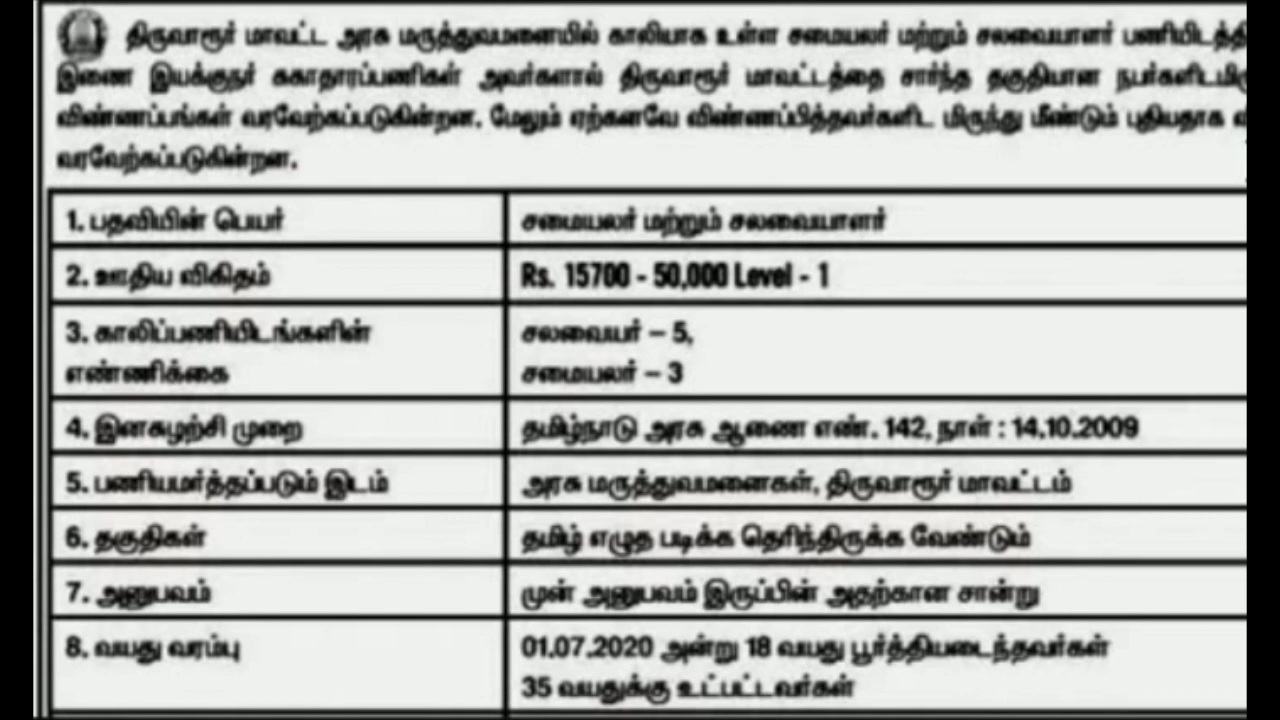 திருவாரூர் மாவட்ட அரசு மருத்துவமனையில் காலியாக உள்ள சமையலர் மற்றும் சலவையாளர்
இணை இயக்குநர் சுகாதாரப்பணிகள் அவர்களால் திருவாரூர் மாவட்டத்தை சார்ந்த தகுதியான
விண்ணப்பங்கள் வரவேற்கப்படுகின்றன. மேலும் ஏற்கனவே விண்ணப்பித்தவர்களிட மிருந்து மீண்டும் புதியதாக
வரவேற்கப்படுகின்றன.
1. பதவியின் பெயர் சமையலர் மற்றும் சலவையாளர்
2. ஊதிய விகிதம் Rs. 15700 - 50,000 Level - 1
3. காலிப்பணியிடங்களின் சலவையர் – 5,
எண்ணிக்கை சமையலர் – 3
4. இனசுழற்சி முறை தமிழ்நாடு அரசு ஆணை எண். 142, நாள் : 14.10.2009
5. பணியமர்த்தப்படும் இடம் அரசு மருத்துவமனைகள், திருவாரூர் மாவட்டம்
6. தகுதிகள் தமிழ் எழுத படிக்க தெரிந்திருக்க வேண்டும்
7. அனுபவம் முன் அனுபவம் இருப்பின் அதற்கான சான்று
8. வயது வரம்பு 01.07.2020 அன்று 18 வயது பூர்த்தியடைந்தவர்கள்
35 வயதுக்கு உட்பட்டவர்கள்